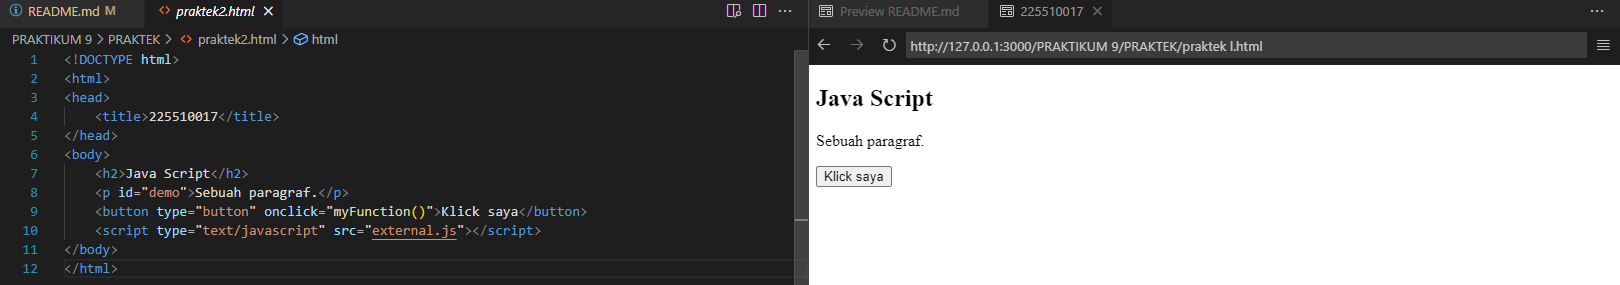 README.md M praktek2.html
PRAKTIKUM 9 > PRAKTEK > praktek2.html > html
1 <!DOCTYPE html>
2 <html>
3 <head>
4 <title>225510017</title>
5 </head>
6 <body>
7 <h2>Java Script</h2>
8 <p id="demo">Sebuah paragraf.</p>
9 <button type="button" onclick="myFunction()">Klick saya</button>
10 <script type="text/javascript" src="external.js"></script>
11 </body>
12 </html>
Preview README.md 225510017
http://127.0.0.1:3000/PRAKTIKUM 9/PRAKTEK/praktek l.html
Java Script
Sebuah paragraf.
Klick saya